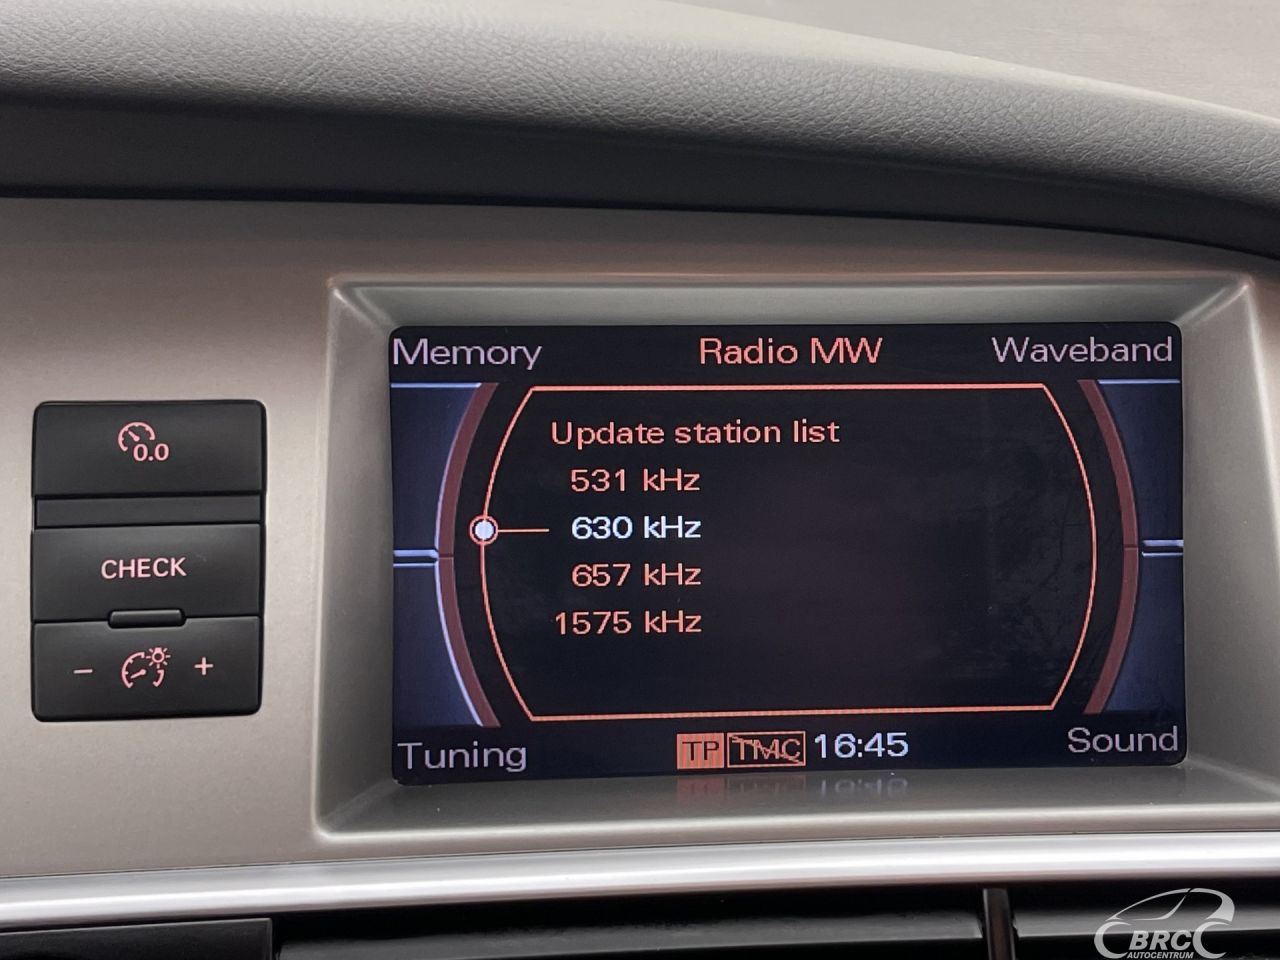 Memory Radio MW Waveband
Update station list
531 kHz
630 kHz
657 kHz
1575 kHz
Tuning TP TMC 16:45 Sound
0.0
CHECK
- +
BRC
AUTOCENTRUM